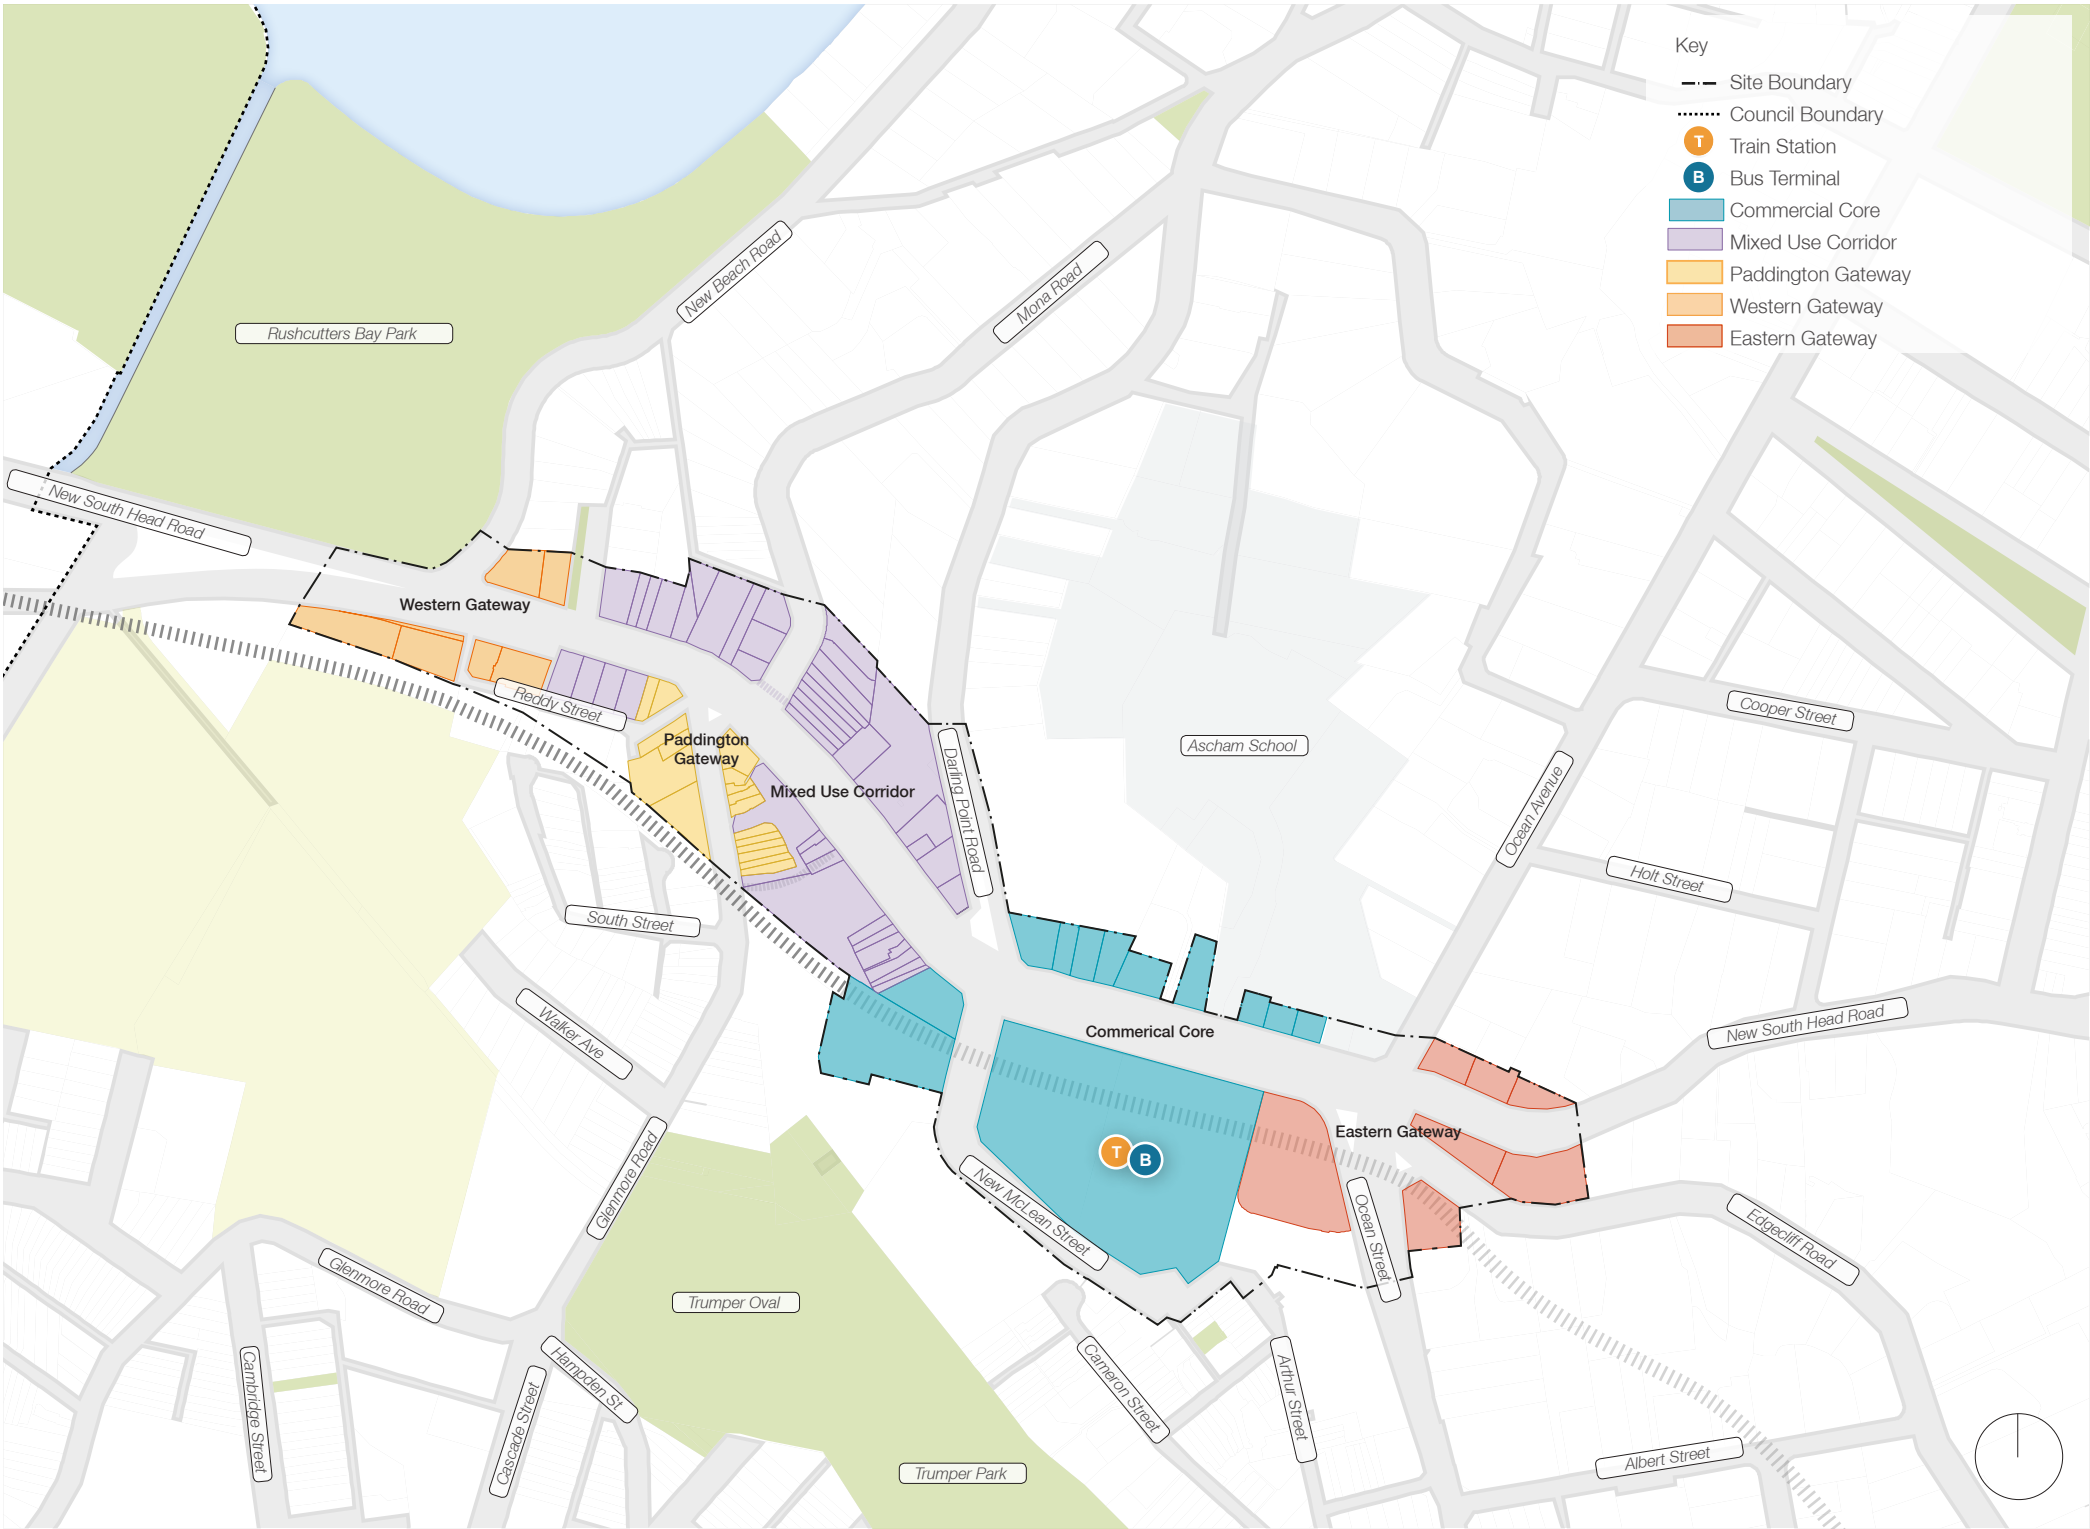 Key
Site Boundary
Council Boundary
T
Train Station
B
Bus Terminal
Commercial Core
Mixed Use Corridor
Paddington Gateway
Western Gateway
Eastern Gateway
New Beach Road
Mona Road
Rushcutters Bay Park
New South Head Road
Western Gateway
Reddy Street
Paddington
Gateway
Mixed Use Corridor
Darling Point Road
Ascham School
Cooper Street
Ocean Avenue
Holt Street
South Street
Walker Ave
Commerical Core
New South Head Road
Eastern Gateway
T
B
New McLean Street
Ocean Street
Edgecliff Road
Glenmore Road
Glenmore Road
Trumper Oval
Cambridge Street
Hampden St
Cascade Street
Cameron Street
Arthur Street
Trumper Park
Albert Street